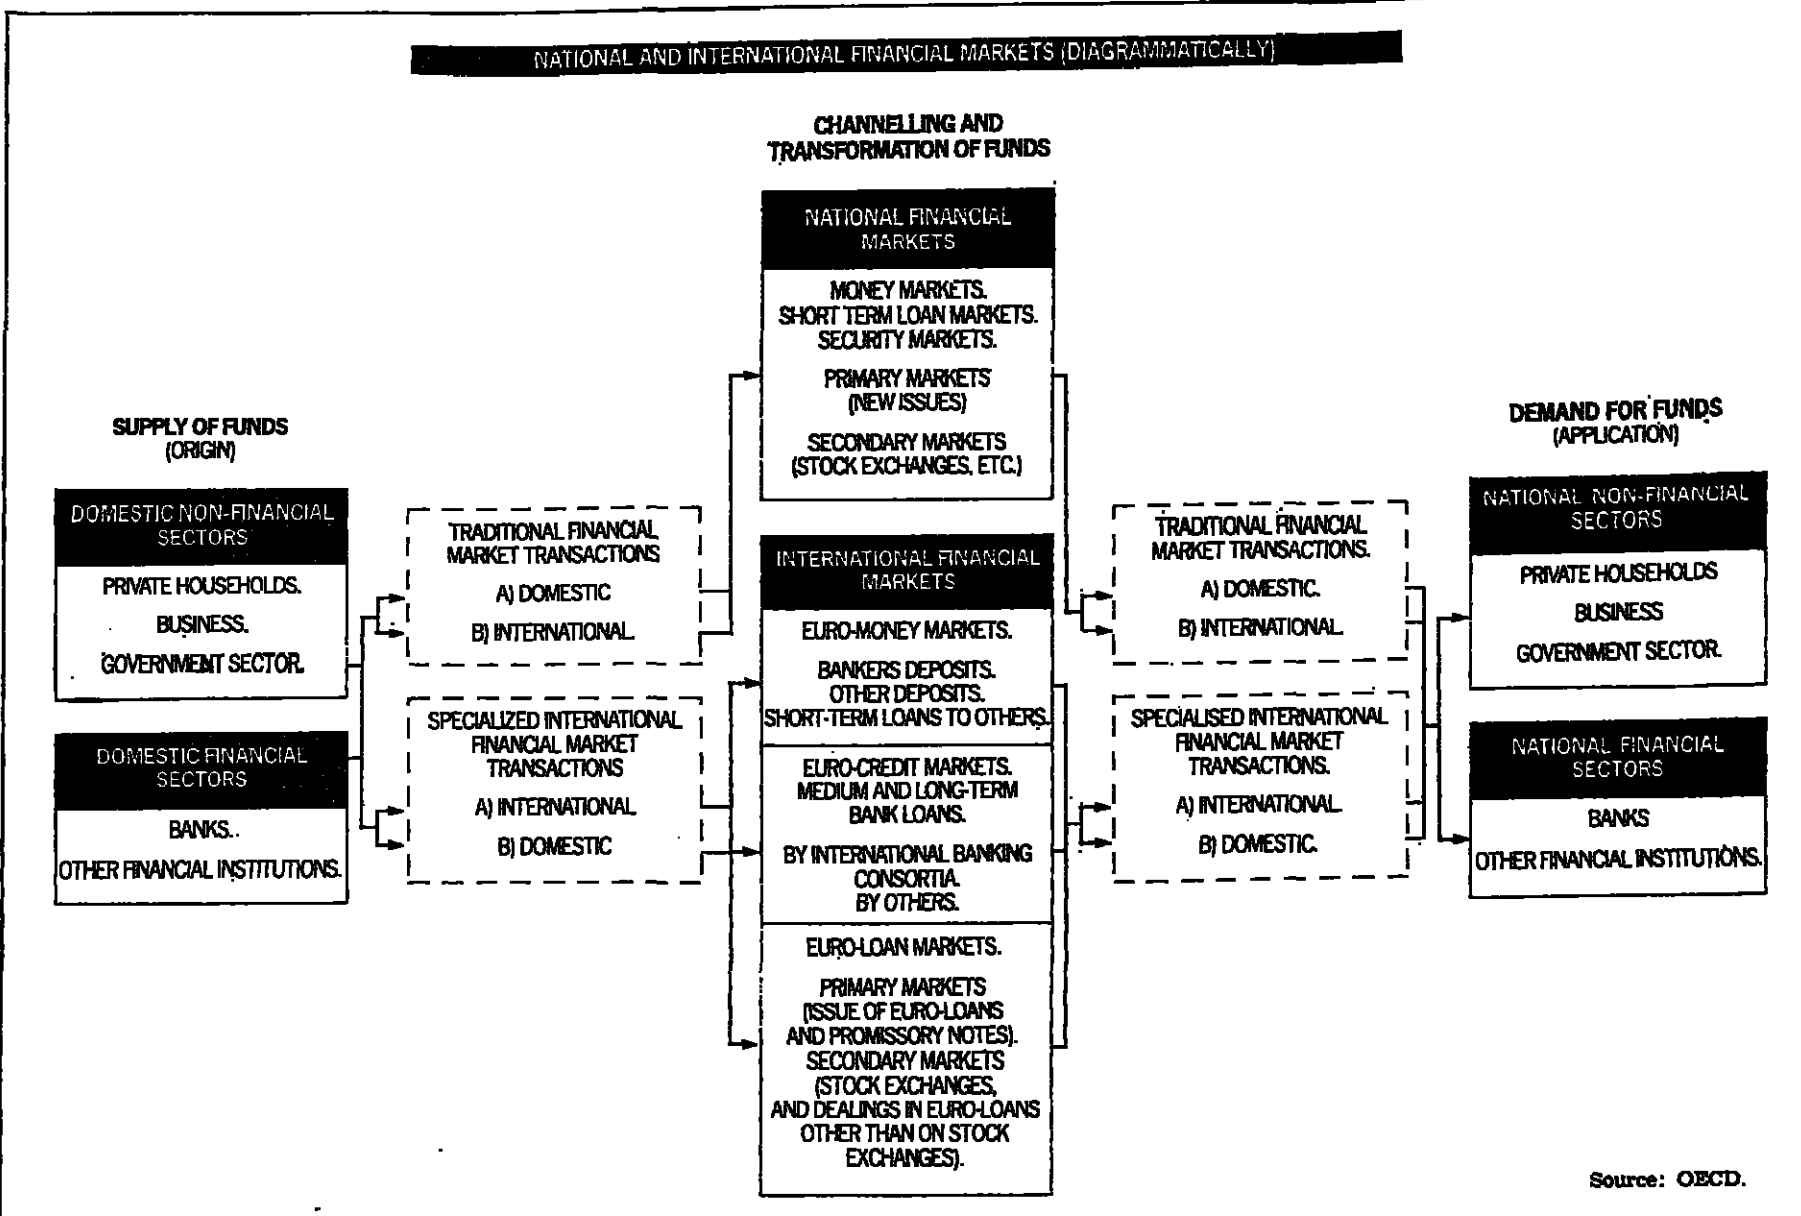 NATIONAL AND INTERNATIONAL FINANCIAL MARKETS (DIAGRAMMATICALLY)
SUPPLY OF FUNDS
(ORIGIN)
DOMESTIC NON-FINANCIAL
SECTORS
PRIVATE HOUSEHOLDS.
BUSINESS.
GOVERNMENT SECTOR.
DOMESTIC FINANCIAL
SECTORS
BANKS..
OTHER FINANCIAL INSTITUTIONS.
TRADITIONAL FINANCIAL
MARKET TRANSACTIONS
A) DOMESTIC
B) INTERNATIONAL
SPECIALIZED INTERNATIONAL
FINANCIAL MARKET
TRANSACTIONS
A) INTERNATIONAL
B) DOMESTIC
CHANNELLING AND
TRANSFORMATION OF FUNDS
NATIONAL FINANCIAL
MARKETS
MONEY MARKETS.
SHORT TERM LOAN MARKETS.
SECURITY MARKETS.
PRIMARY MARKETS
(NEW ISSUES)
SECONDARY MARKETS
(STOCK EXCHANGES, ETC.)
INTERNATIONAL FINANCIAL
MARKETS
EURO-MONEY MARKETS.
BANKERS DEPOSITS.
OTHER DEPOSITS.
SHORT-TERM LOANS TO OTHERS.
EURO-CREDIT MARKETS.
MEDIUM AND LONG-TERM
BANK LOANS.
BY INTERNATIONAL BANKING
CONSORTIA.
BY OTHERS.
EURO-LOAN MARKETS.
PRIMARY MARKETS
(ISSUE OF EURO-LOANS
AND PROMISSORY NOTES).
SECONDARY MARKETS
(STOCK EXCHANGES,
AND DEALINGS IN EURO-LOANS
OTHER THAN ON STOCK
EXCHANGES).
TRADITIONAL FINANCIAL
MARKET TRANSACTIONS.
A) DOMESTIC.
B) INTERNATIONAL
SPECIALISED INTERNATIONAL
FINANCIAL MARKET
TRANSACTIONS.
A) INTERNATIONAL
B) DOMESTIC.
DEMAND FOR FUNDS
(APPLICATION)
NATIONAL NON-FINANCIAL
SECTORS
PRIVATE HOUSEHOLDS
BUSINESS
GOVERNMENT SECTOR.
NATIONAL FINANCIAL
SECTORS
BANKS
OTHER FINANCIAL INSTITUTIONS.
Source: OECD.